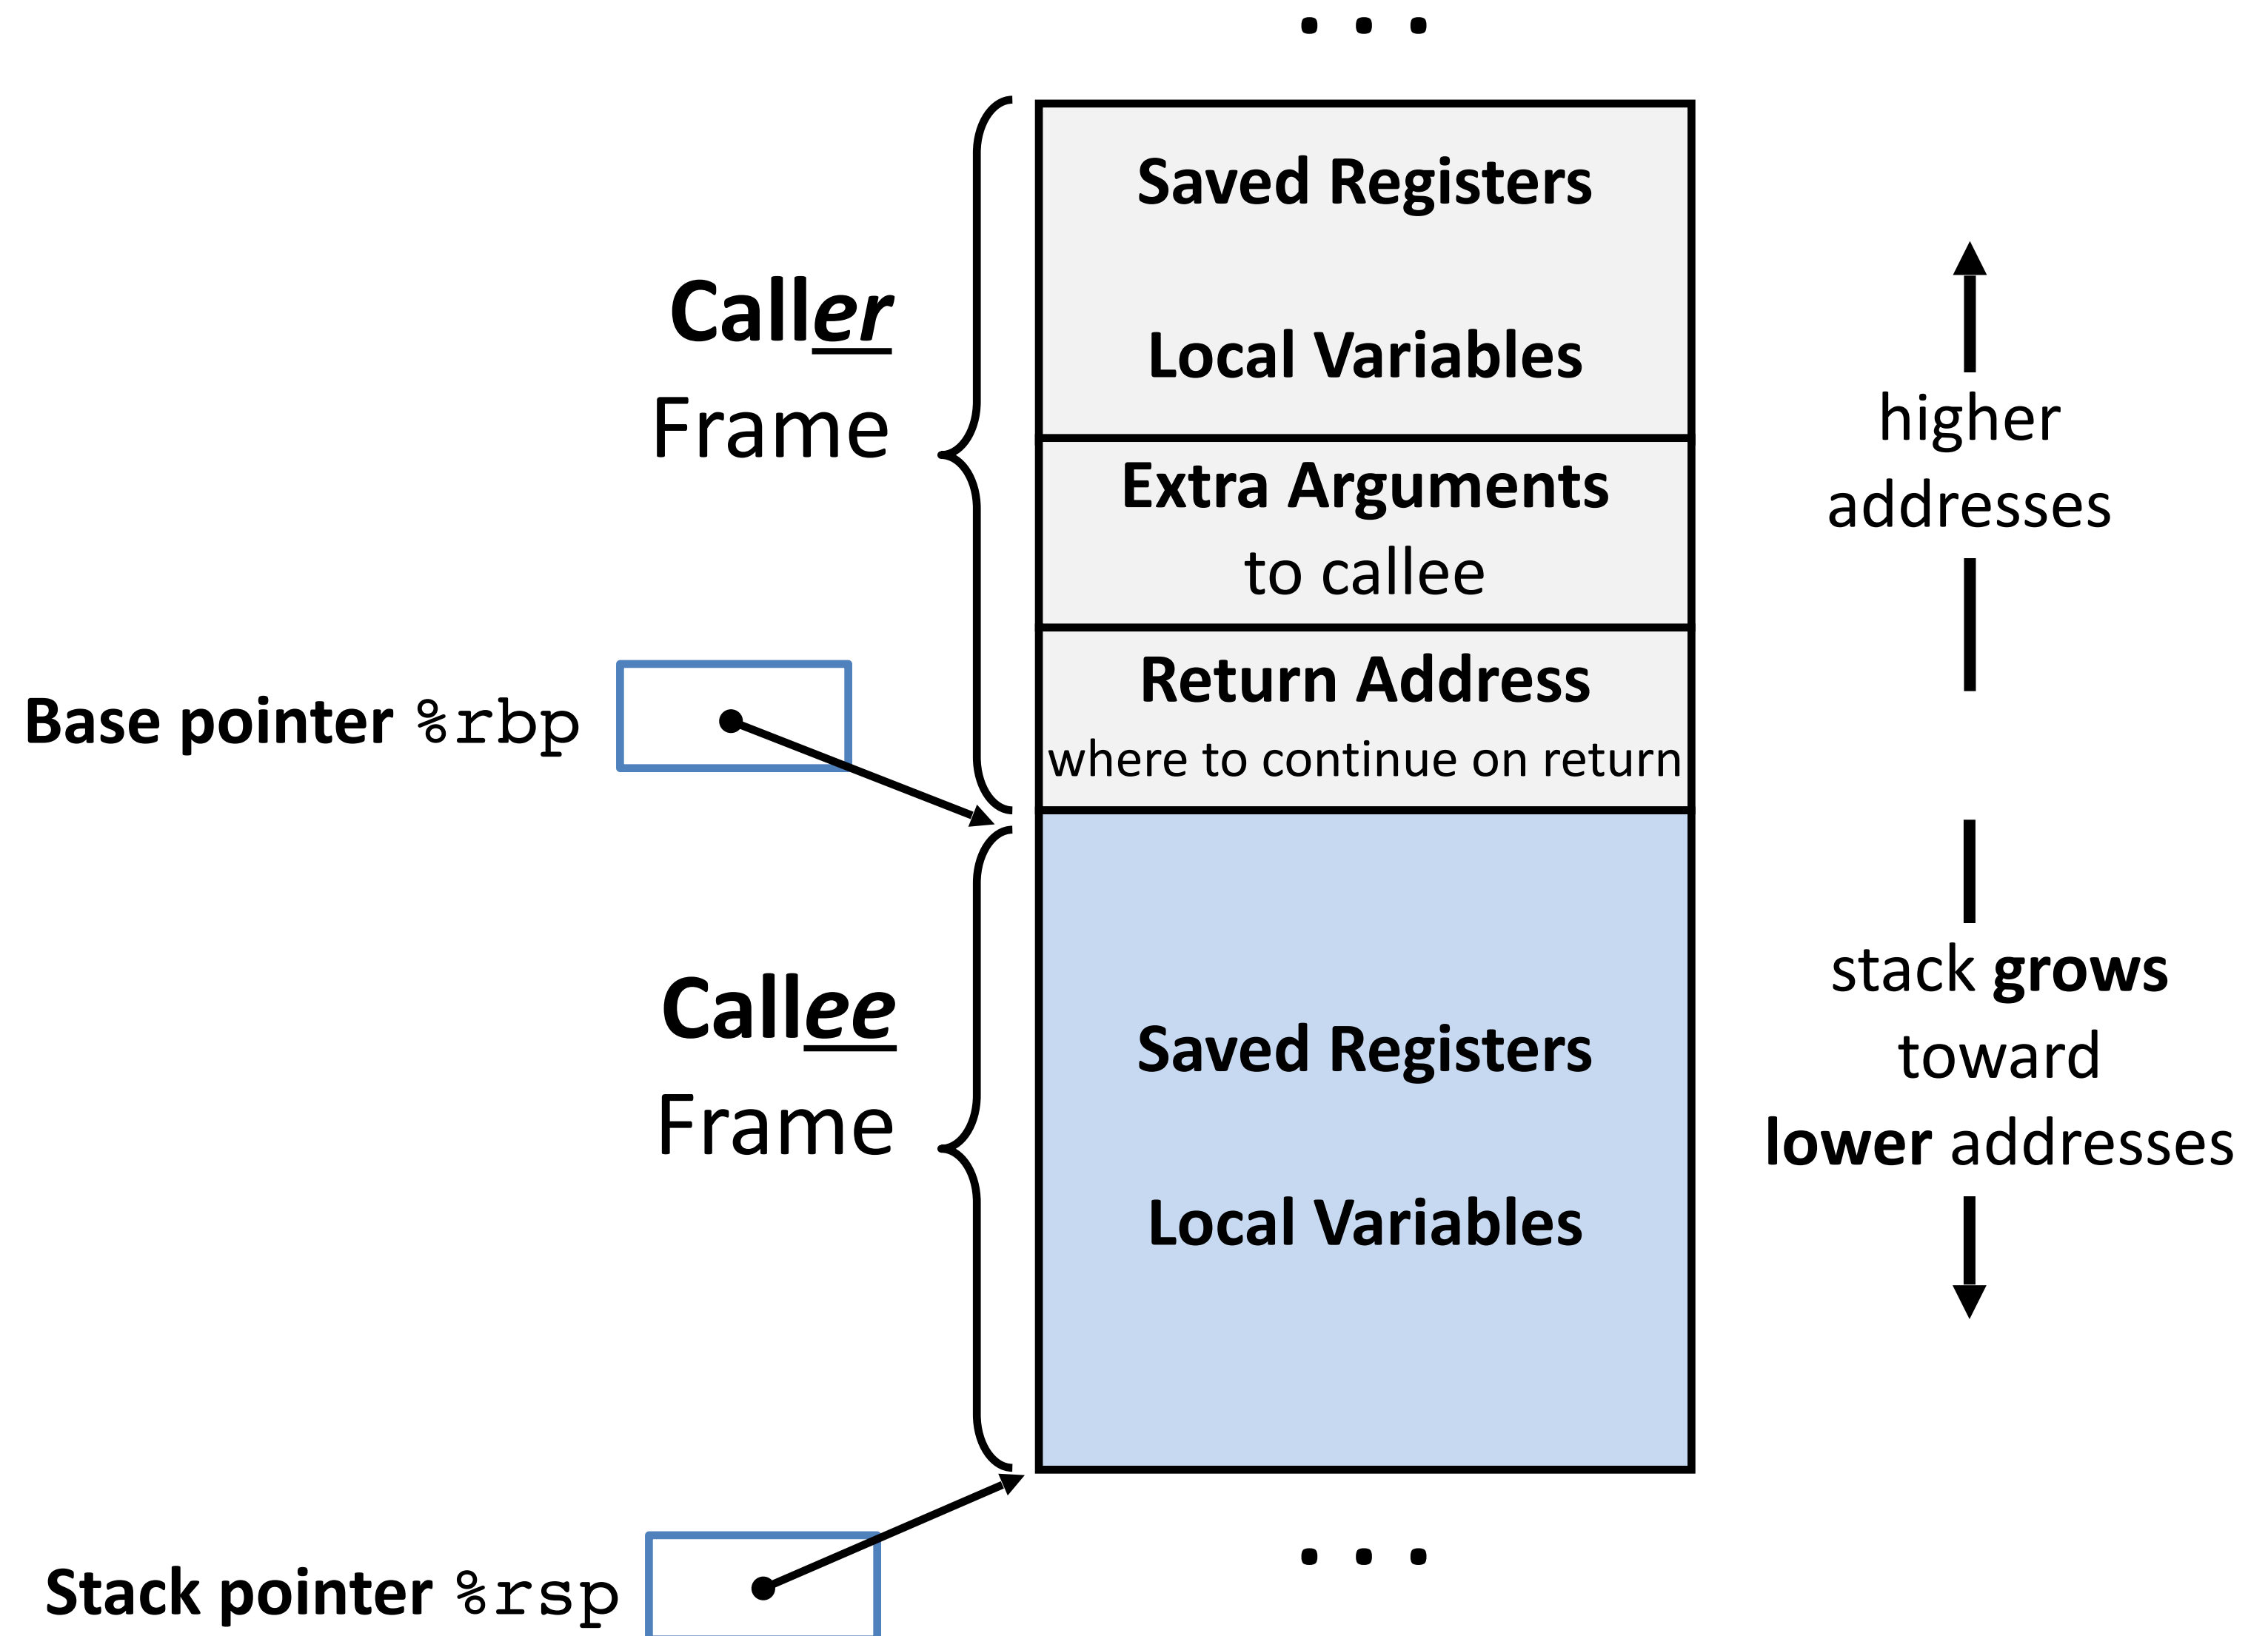 . . .
Saved Registers
Local Variables
Caller
Frame
Extra Arguments
to callee
Return Address
where to continue on return
Base pointer %rbp
higher
addresses
Callee
Frame
Saved Registers
Local Variables
stack grows
toward
lower addresses
Stack pointer %rsp
. . .